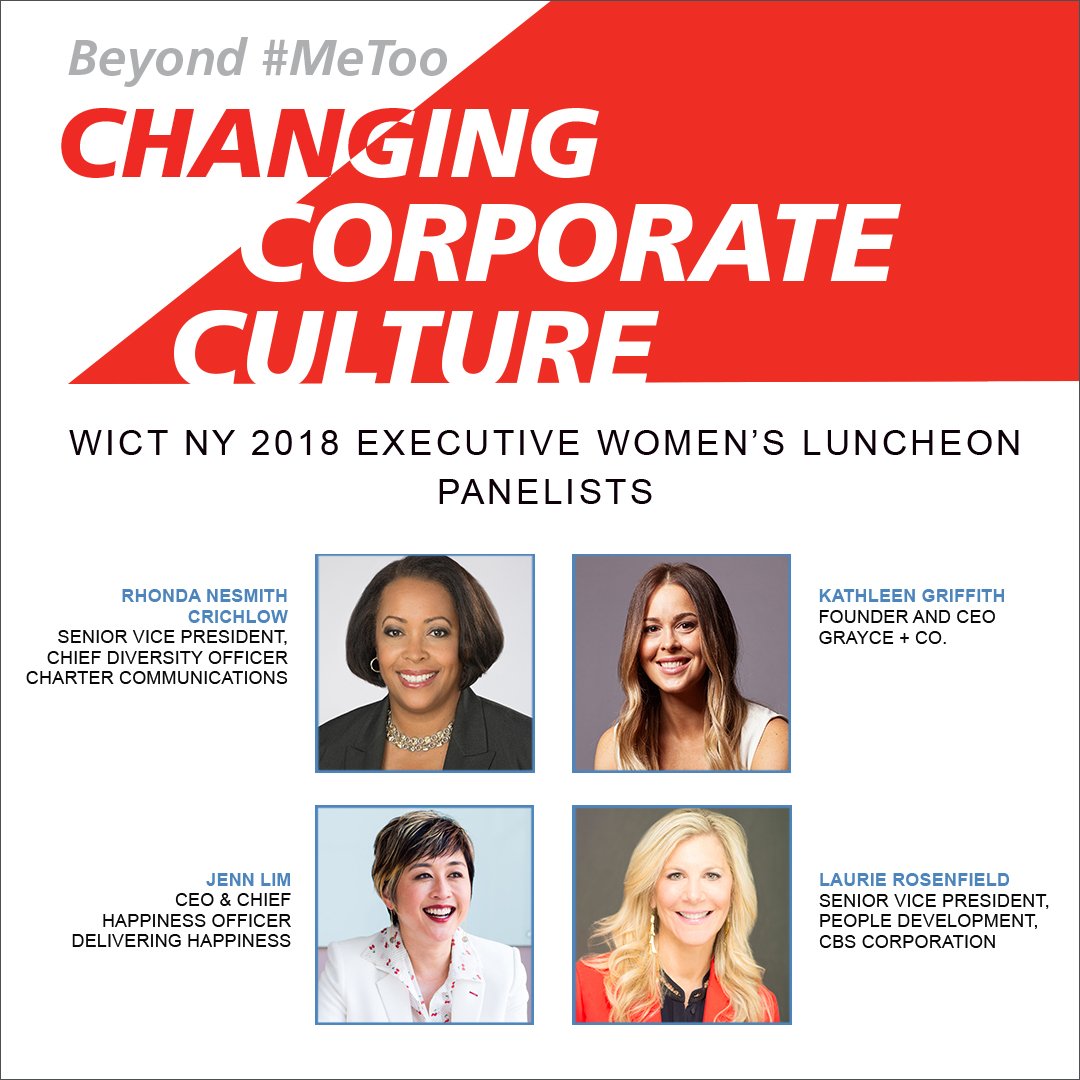 Beyond #MeToo
CHANGING
CORPORATE
CULTURE
WICT NY 2018 EXECUTIVE WOMEN’S LUNCHEON
PANELISTS
RHONDA NESMITH
CRICHLOW
SENIOR VICE PRESIDENT,
CHIEF DIVERSITY OFFICER
CHARTER COMMUNICATIONS
KATHLEEN GRIFFITH
FOUNDER AND CEO
GRAYCE + CO.
JENN LIM
CEO & CHIEF
HAPPINESS OFFICER
DELIVERING HAPPINESS
LAURIE ROSENFIELD
SENIOR VICE PRESIDENT,
PEOPLE DEVELOPMENT,
CBS CORPORATION